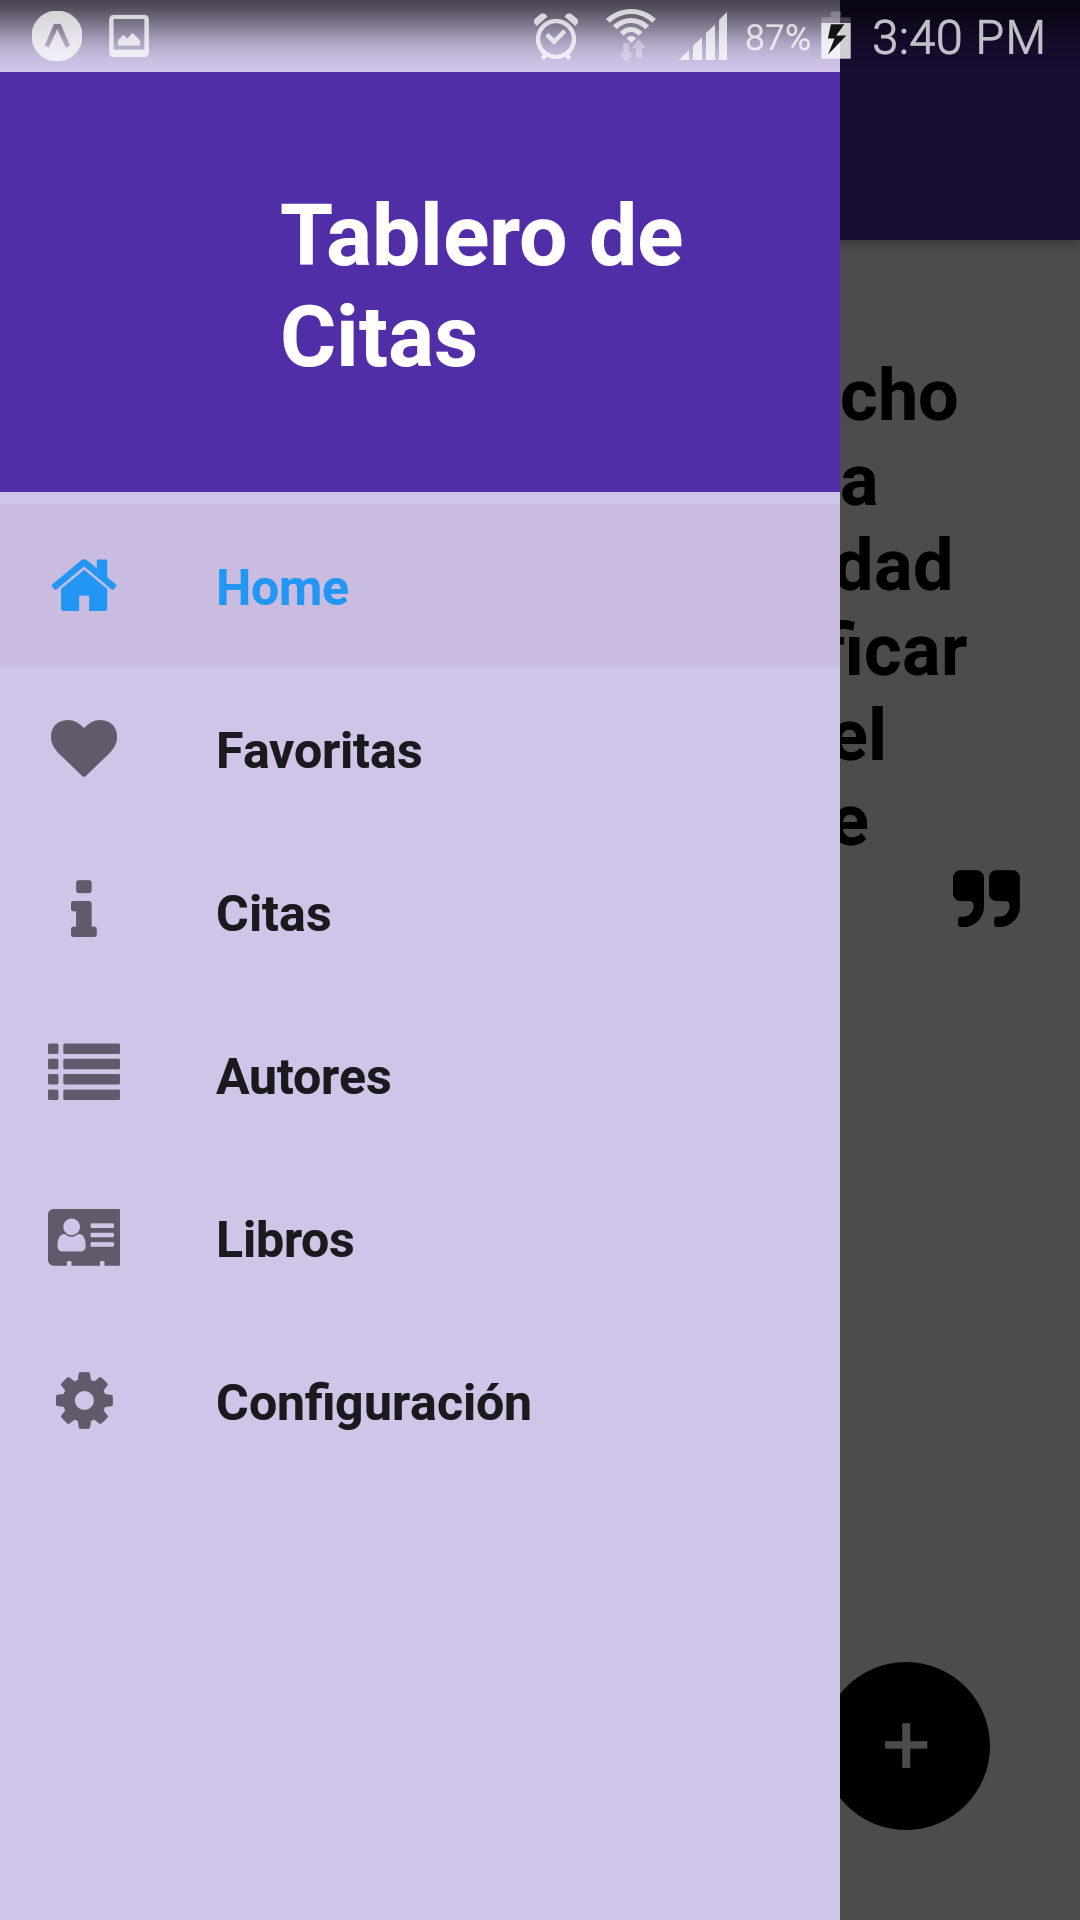 87% 3:40 PM
Tablero de
Citas
cho
a
dad
ficar
el
e
”
Home
Favoritas
Citas
Autores
Libros
Configuración
+